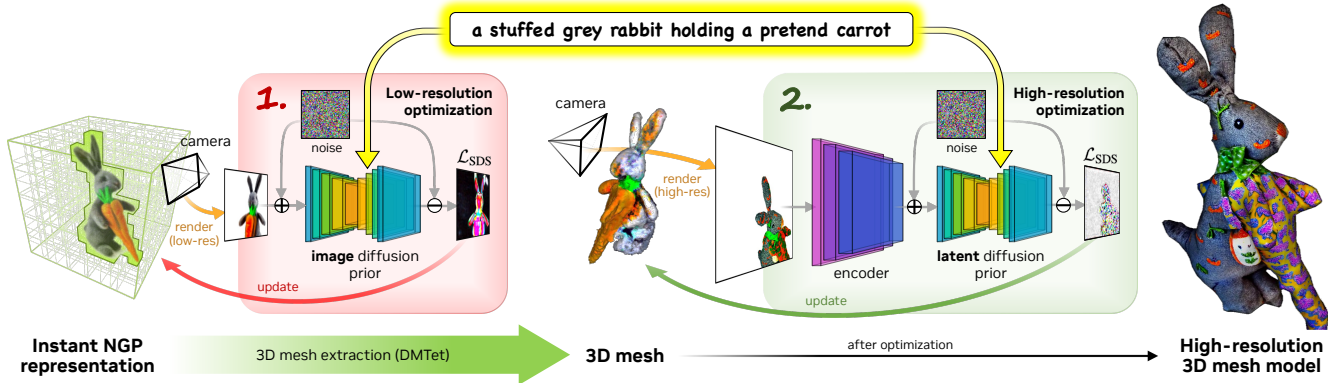 a stuffed grey rabbit holding a pretend carrot
1.
Low-resolution
optimization
noise
camera
render
(low-res)
image diffusion
prior
ℒSDS
update
2.
High-resolution
optimization
noise
camera
render
(high-res)
encoder
latent diffusion
prior
ℒSDS
update
Instant NGP
representation
3D mesh extraction (DMTet)
3D mesh
after optimization
High-resolution
3D mesh model